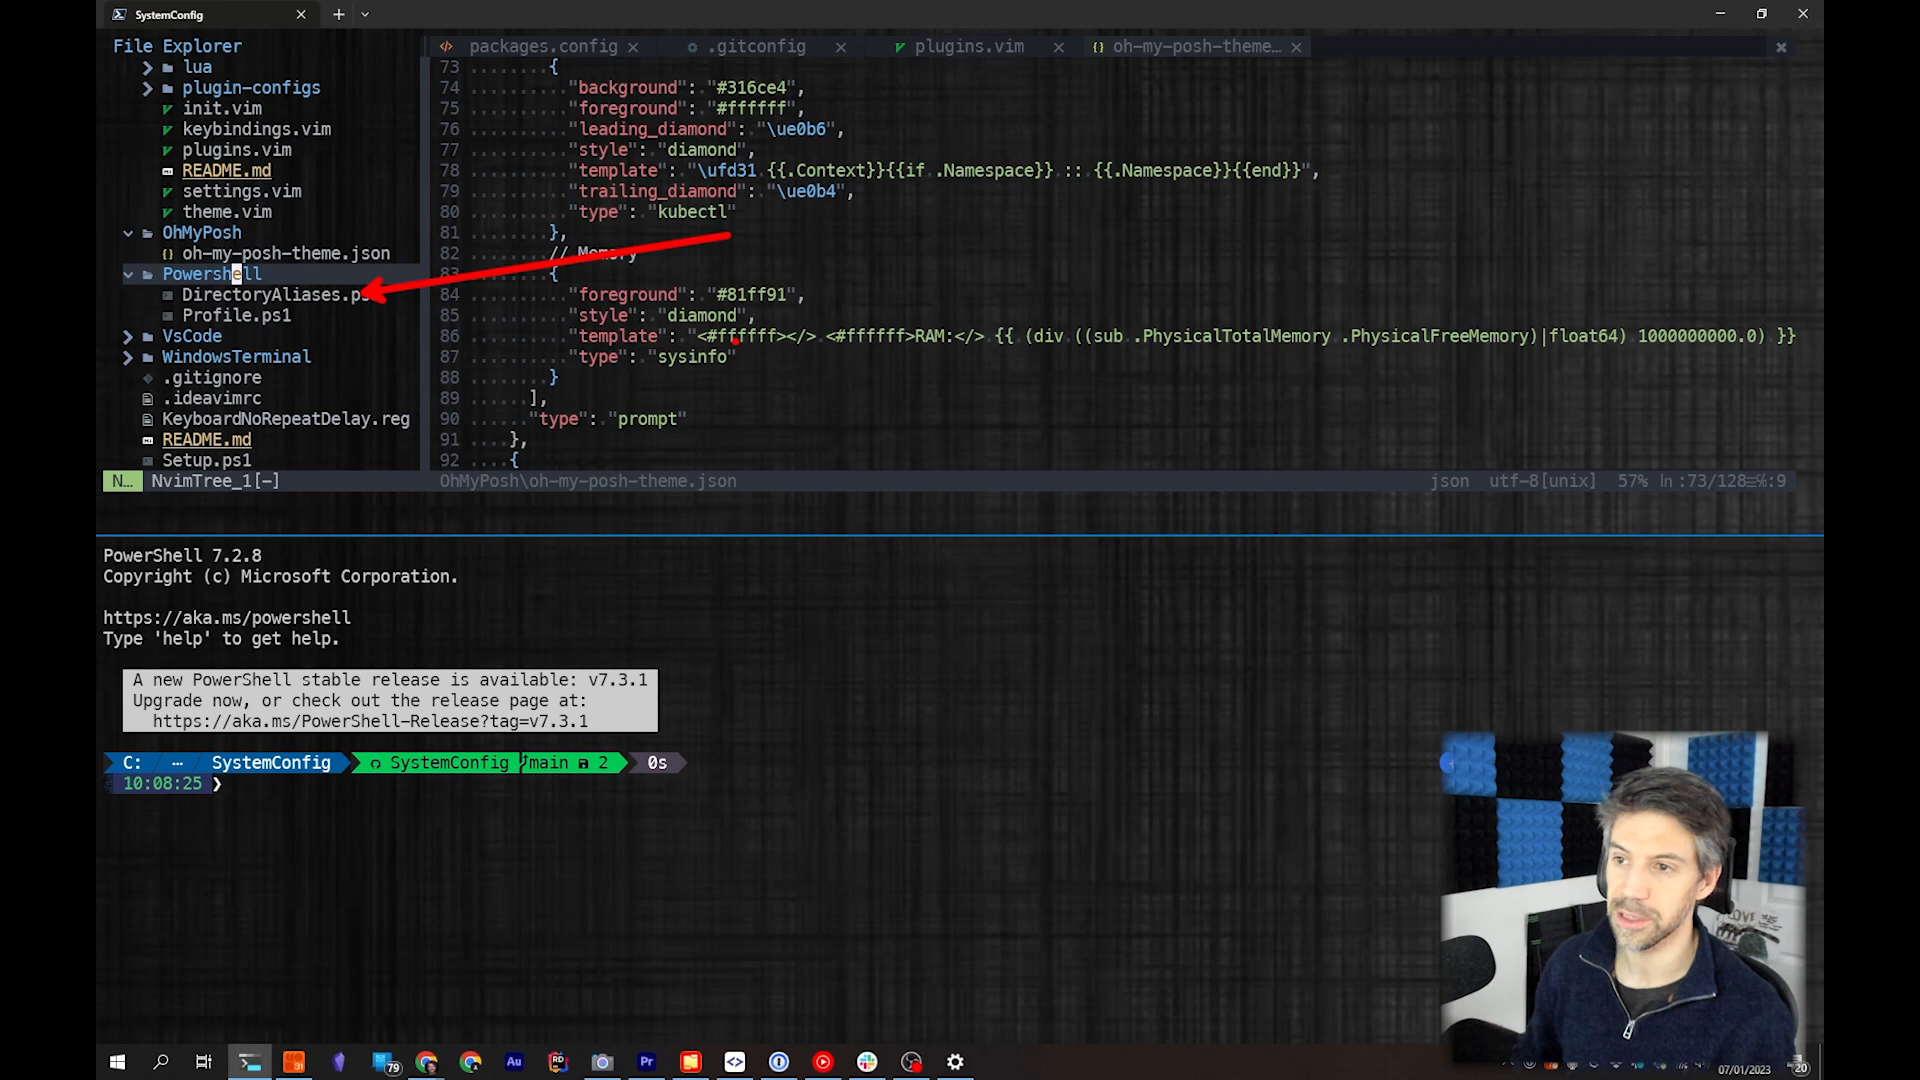 SystemConfig
File Explorer
packages.config
.gitconfig
plugins.vim
oh-my-posh-theme…
lua
plugin-configs
init.vim
keybindings.vim
plugins.vim
README.md
settings.vim
theme.vim
OhMyPosh
oh-my-posh-theme.json
Powershell
DirectoryAliases.ps
Profile.ps1
VsCode
WindowsTerminal
.gitignore
.ideavimrc
KeyboardNoRepeatDelay.reg
README.md
Setup.ps1
73 ........{
74 .........."background":."#316ce4",
75 .........."foreground":."#ffffff",
76 .........."leading_diamond":."\ue0b6",
77 .........."style":."diamond",
78 .........."template":."\ufd31.{{.Context}}{{if..Namespace}}.::.{{.Namespace}}{{end}}",
79 .........."trailing_diamond":."\ue0b4",
80 .........."type":."kubectl"
81 ........},
82 ........//.Memory
83 ........{
84 .........."foreground":."#81ff91",
85 .........."style":."diamond",
86 .........."template":."<#ffffff></>.<#ffffff>RAM:</>.{{.(div.((sub..PhysicalTotalMemory..PhysicalFreeMemory)|float64).1000000000.0).}}
87 .........."type":."sysinfo"
88 ........}
89 ......],
90 ......"type":."prompt"
91 ....},
92 ....{
N… NvimTree_1[-]
OhMyPosh\oh-my-posh-theme.json
json utf-8[unix] 57% ln :73/128≡℅:9
PowerShell 7.2.8
Copyright (c) Microsoft Corporation.
https://aka.ms/powershell
Type 'help' to get help.
A new PowerShell stable release is available: v7.3.1
Upgrade now, or check out the release page at:
https://aka.ms/PowerShell-Release?tag=v7.3.1
C: … SystemConfig SystemConfig main 2 0s
10:08:25 ❯
LOVE
31
79
Au
RD
Pr
07/01/2023
20